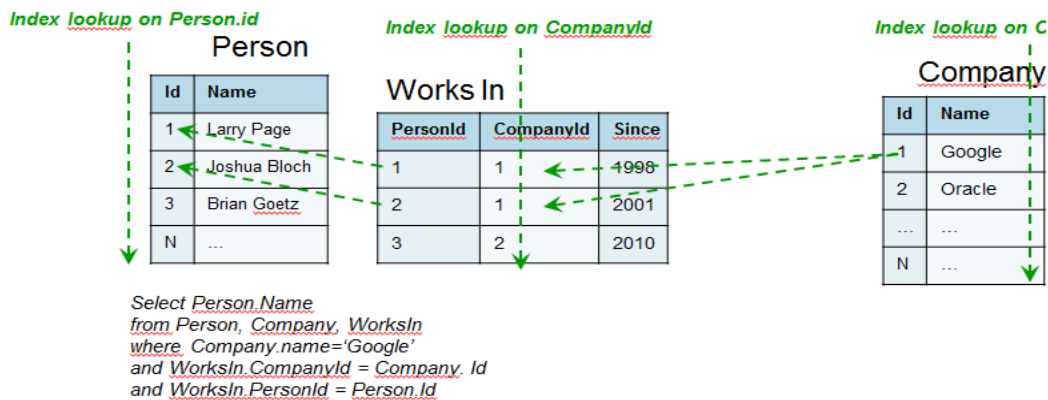 Index lookup on Person.id
Index lookup on CompanyId
Index lookup on C
Person
Works In
Company
Id Name
1 Larry Page
2 Joshua Bloch
3 Brian Goetz
N ...
PersonId CompanyId Since
1 1 1998
2 1 2001
3 2 2010
Id Name
1 Google
2 Oracle
... ...
N ...
Select Person.Name
from Person, Company, WorksIn
where Company.name=‘Google’
and WorksIn.CompanyId = Company. Id
and WorksIn.PersonId = Person.Id